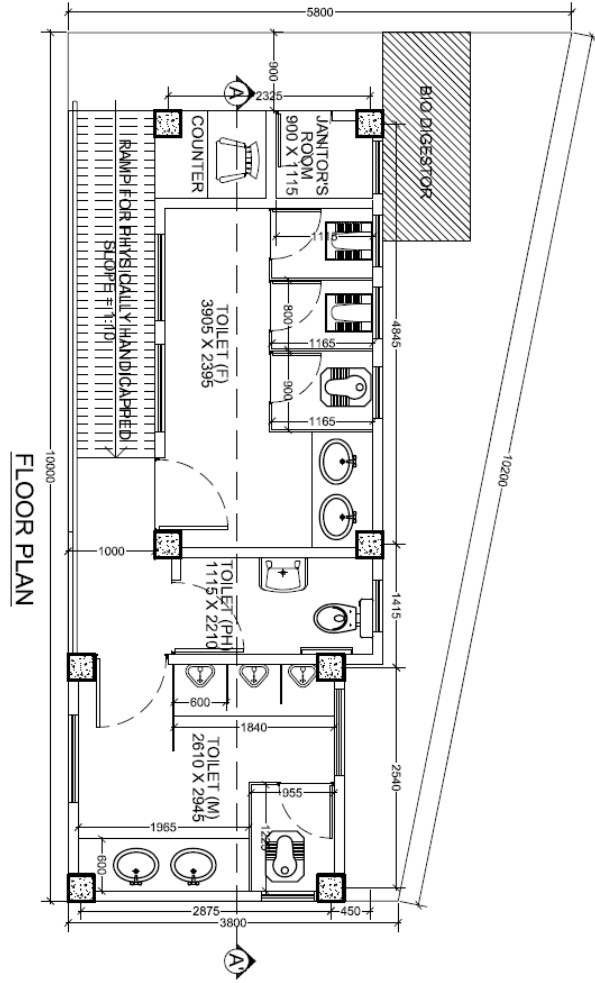 5800
900
A
2325
BIO DIGESTOR
COUNTER
JANITOR'S
ROOM
900 X 1115
RAMP FOR PHYSICALLY HANDICAPPED
SLOPE = 1:10
1115
800
1165
900
1165
4845
TOILET (F)
3905 X 2395
10000
10200
FLOOR PLAN
1000
TOILET (PH)
1115 X 2210
1415
600
1840
TOILET (M)
2610 X 2945
2540
955
1225
1965
600
2875
450
3800
A'